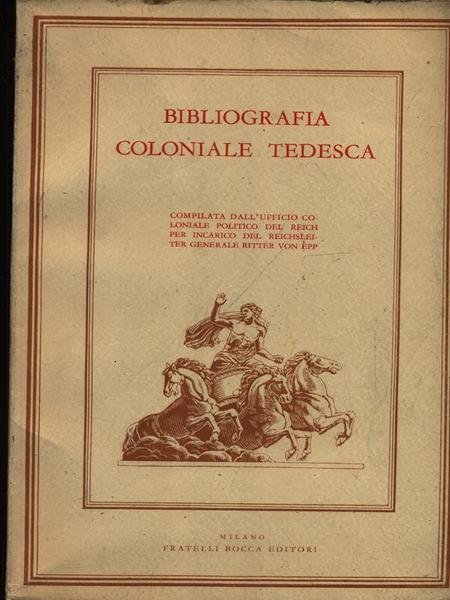 BIBLIOGRAFIA
COLONIALE TEDESCA
COMPILATA DALL'UFFICIO CO-
LONIALE POLITICO DEL REICH
PER INCARICO DEL REICHSLEI-
TER GENERALE RITTER VON EPP
MILANO
FRATELLI BOCCA EDITORI